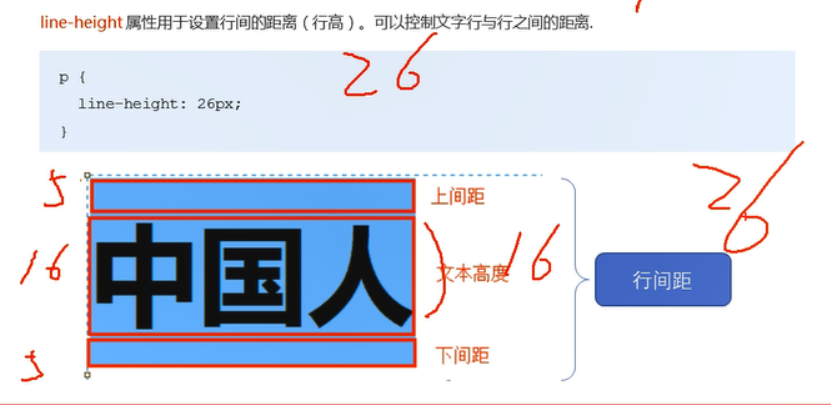 line-height 属性用于设置行间的距离（行高）。可以控制文字行与行之间的距离.
p {
line-height: 26px;
}
26
5
上间距
中国人
16
文本高度
16
26
行间距
5
下间距